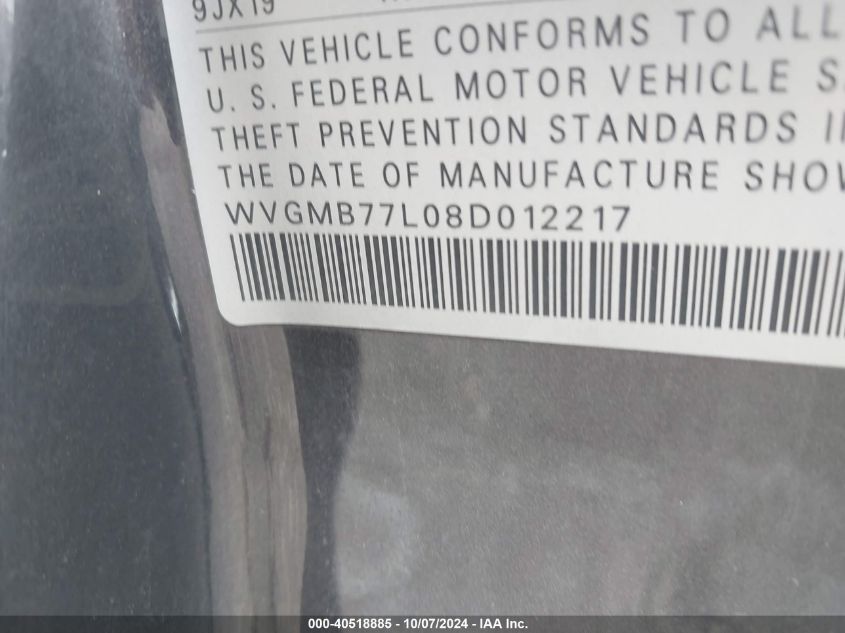 9JX19
THIS VEHICLE CONFORMS TO ALL
U. S. FEDERAL MOTOR VEHICLE
THEFT PREVENTION STANDARDS
THE DATE OF MANUFACTURE SHOW
WVGMB77L08D012217
000-40518885 - 10/07/2024 - IAA Inc.